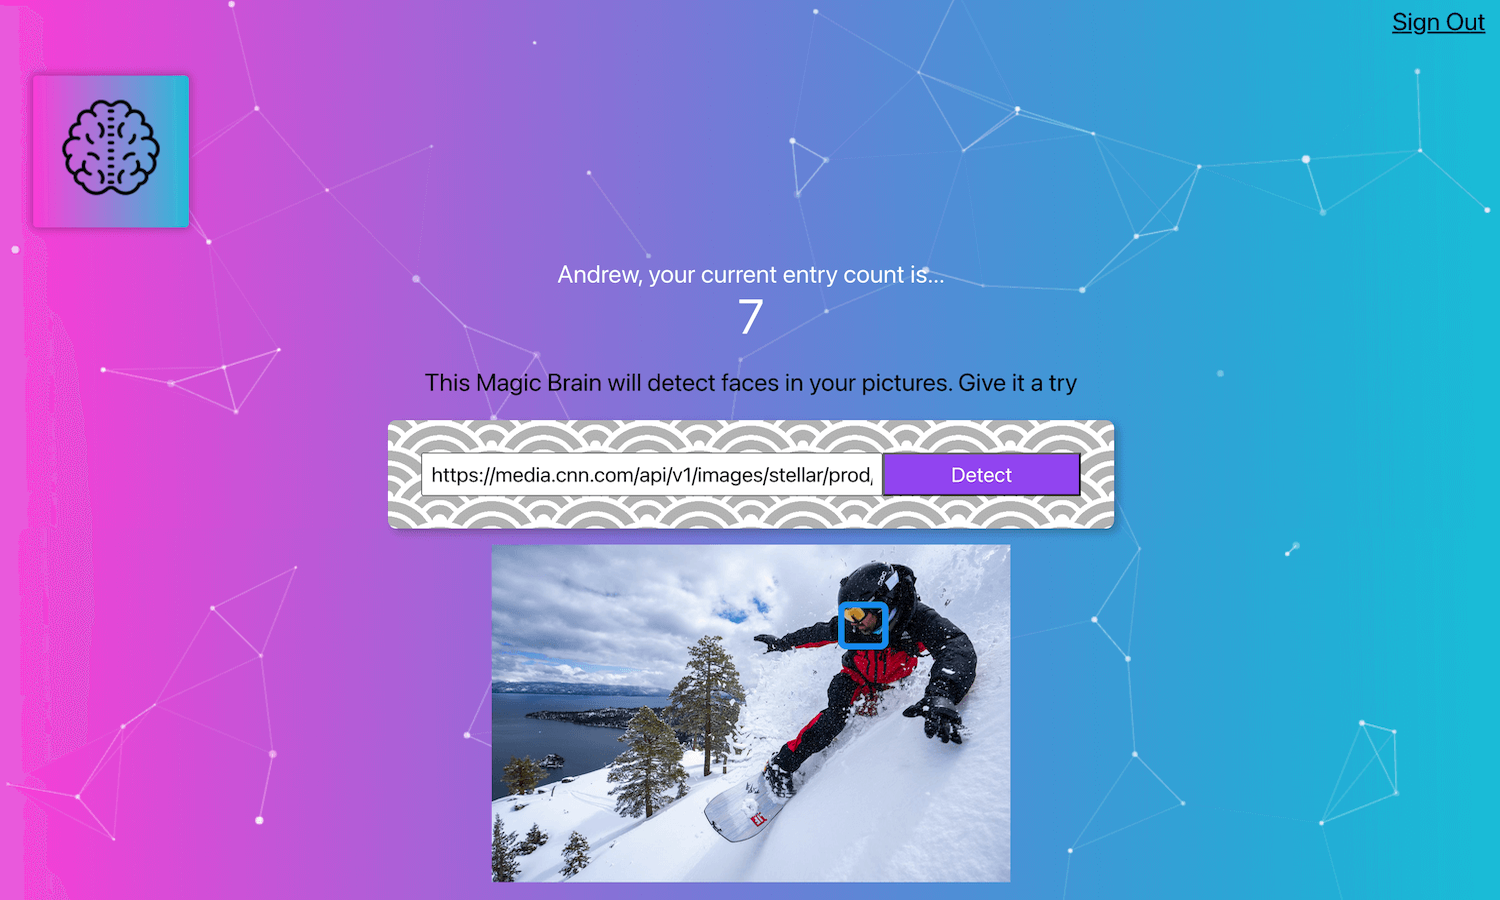 Sign Out
Andrew, your current entry count is...
7
This Magic Brain will detect faces in your pictures. Give it a try
https://media.cnn.com/api/v1/images/stellar/prod/
Detect